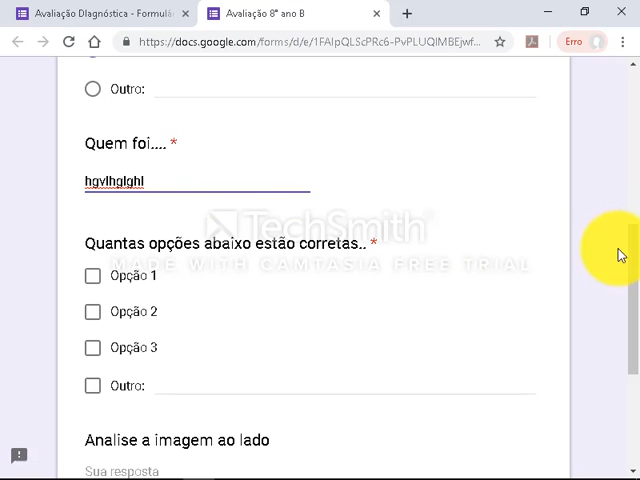 Avaliação DIagnóstica - Formulá
Avaliação 8° ano B
https://docs.google.com/forms/d/e/1FAIpQLScPRc6-PvPLUQIMBEjwf...
Erro
Outro:
Quem foi.... *
hgvlhglghl
TechSmith
Quantas opções abaixo estão corretas.. *
MADE WITH CAMTASIA FREE TRIAL
Opção 1
Opção 2
Opção 3
Outro:
Analise a imagem ao lado
Sua resposta